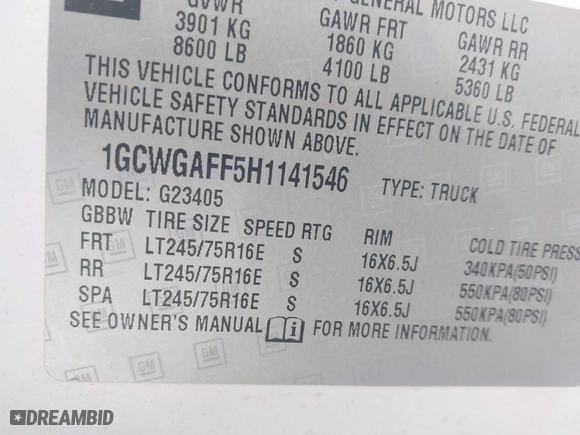 GVWR GAWR FRT GAWR RR
GENERAL MOTORS LLC
3901 KG 1860 KG 2431 KG
8600 LB 4100 LB 5360 LB
THIS VEHICLE CONFORMS TO ALL APPLICABLE U.S. FEDERAL
VEHICLE SAFETY STANDARDS IN EFFECT ON THE DATE OF
MANUFACTURE SHOWN ABOVE.
1GCWGAFF5H1141546 TYPE: TRUCK
MODEL: G23405
GBBW TIRE SIZE SPEED RTG RIM COLD TIRE PRESS
FRT LT245/75R16E S 16X6.5J 340KPA(50PSI)
RR LT245/75R16E S 16X6.5J 550KPA(80PSI)
SPA LT245/75R16E S 16X6.5J 550KPA(80PSI)
SEE OWNER'S MANUAL FOR MORE INFORMATION.
DREAMBID